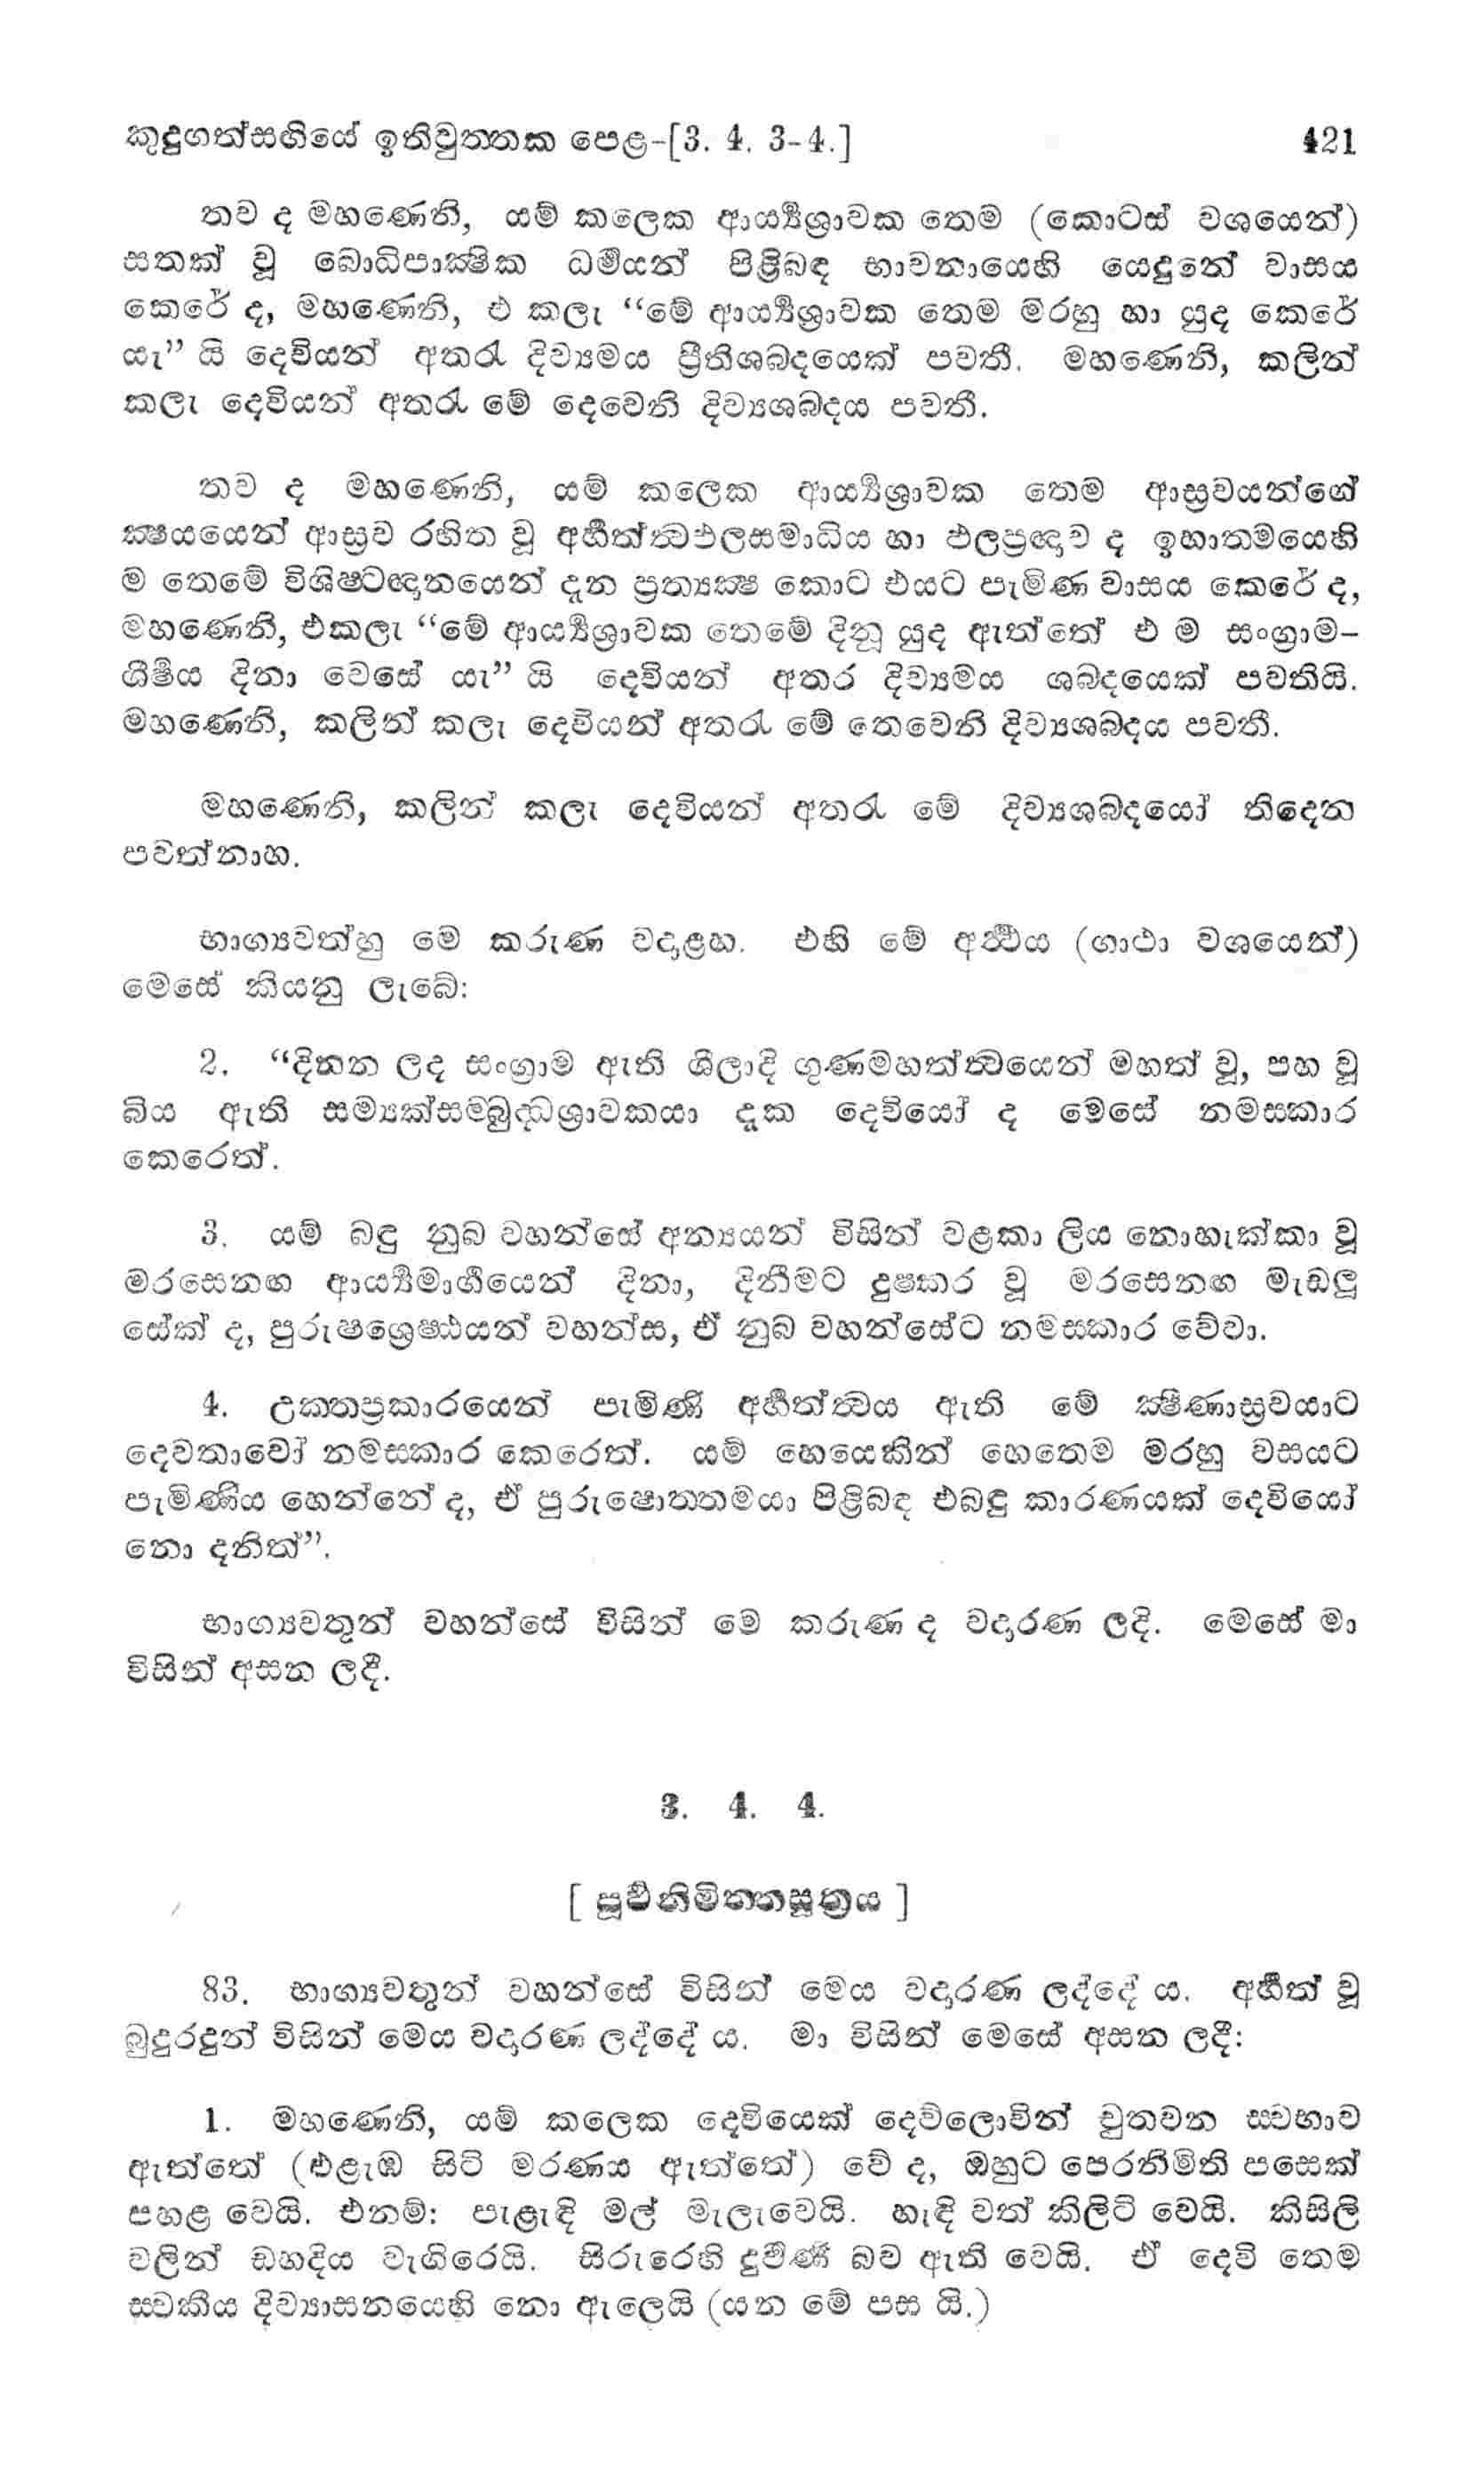 කුදුගත්සඟියේ ඉතිවුත්තක පෙළ-[3. 4. 3-4.] 421
තව ද මහණෙනි, යම් කලෙක ආර්‍ය්‍යශ්‍රාවක තෙම (කොටස් වශයෙන්)
සතක් වූ බොධිපාක්‍ෂික ධර්‍මයන් පිළිබඳ භාවනායෙහි යෙදුනේ වාසය
කෙරේ ද, මහණෙනි, එ කලැ “මේ ආර්‍ය්‍යශ්‍රාවක තෙම මරහු හා යුද කෙරේ
යැ” යි දෙවියන් අතරැ දිව්‍යමය ප්‍රීතිශබ්දයෙක් පවතී. මහණෙනි, කලින්
කලැ දෙවියන් අතරැ මේ දෙවෙනි දිව්‍යශබ්දය පවතී.
තව ද මහණෙනි, යම් කලෙක ආර්‍ය්‍යශ්‍රාවක තෙම ආස්‍රවයන්ගේ
ක්‍ෂයයෙන් ආස්‍රව රහිත වූ අර්‍හත්ත්‍වඵලසමාධිය හා ඵලප්‍රඥාව ද ඉහාත්මයෙහි
ම තෙමේ විශිෂ්ටඥානයෙන් දැන ප්‍රත්‍යක්‍ෂ කොට එයට පැමිණ වාසය කෙරේ ද,
මහණෙනි, එකලැ “මේ ආර්‍ය්‍යශ්‍රාවක තෙමේ දිනූ යුද ඇත්තේ එ ම සංග්‍රාම-
ශීර්‍ෂය දිනා වෙසේ යැ” යි දෙවියන් අතර දිව්‍යමය ශබ්දයෙක් පවතියි.
මහණෙනි, කලින් කලැ දෙවියන් අතරැ මේ තෙවෙනි දිව්‍යශබ්දය පවතී.
මහණෙනි, කලින් කලැ දෙවියන් අතරැ මේ දිව්‍යශබ්දයෝ තිදෙන
පවත්නාහ.
භාග්‍යවත්හු මෙ කරුණ වදාළහ. එහි මේ අර්‍ත්‍ථය (ගාථා වශයෙන්)
මෙසේ කියනු ලැබේ:
2. “දින්න ලද සංග්‍රාම ඇති ශීලාදි ගුණමහත්ත්‍වයෙන් මහත් වූ, පහ වූ
බිය ඇති සම්‍යක්සම්බුද්ධශ්‍රාවකයා දැක දෙවියෝ ද මෙසේ නමස්කාර
කෙරෙත්.
3. යම් බඳු නුබ වහන්සේ අන්‍යයන් විසින් වළකා ලිය නොහැක්කා වූ
මරසෙනඟ ආර්‍ය්‍යමාර්‍ගයෙන් දිනා, දිනීමට දුෂ්කර වූ මරසෙනඟ මැඩලූ
සේක් ද, පුරුෂශ්‍රෙෂ්ඨයන් වහන්ස, ඒ නුබ වහන්සේට නමස්කාර වේවා.
4. උක්තප්‍රකාරයෙන් පැමිණි අර්‍හත්ත්‍වය ඇති මේ ක්‍ෂීණාස්‍රවයාට
දෙවතාවෝ නමස්කාර කෙරෙත්. යම් හෙයෙකින් හෙතෙම මරහු වසයට
පැමිණිය හෙන්නේ ද, ඒ පුරුෂොත්තමයා පිළිබඳ එබඳු කාරණයක් දෙවියෝ
නො දනිත්”.
භාග්‍යවතුන් වහන්සේ විසින් මෙ කරුණ ද වදාරණ ලදි. මෙසේ මා
විසින් අසන ලදී.
3. 4. 4.
[ පූර්‍වනිමිත්තසූත්‍රය ]
83. භාග්‍යවතුන් වහන්සේ විසින් මෙය වදාරණ ලද්දේ ය. අර්‍හත් වූ
බුදුරදුන් විසින් මෙය වදාරණ ලද්දේ ය. මා විසින් මෙසේ අසන ලදී:
1. මහණෙනි, යම් කලෙක දෙවියෙක් දෙව්ලොවින් චුතවන ස්වභාව
ඇත්තේ (එළැඹ සිටි මරණය ඇත්තේ) වේ ද, ඔහුට පෙරනිමිති පසෙක්
පහළ වෙයි. එනම්: පැළැඳි මල් මැලැවෙයි. හැඳි වත් කිලිටි වෙයි. කිසිලි
වලින් ඩහදිය වැගිරෙයි. සිරුරෙහි දුර්‍වර්‍ණ බව ඇති වෙයි. ඒ දෙවි තෙම
ස්වකීය දිව්‍යාසනයෙහි නො ඇලෙයි (යන මේ පස යි.)